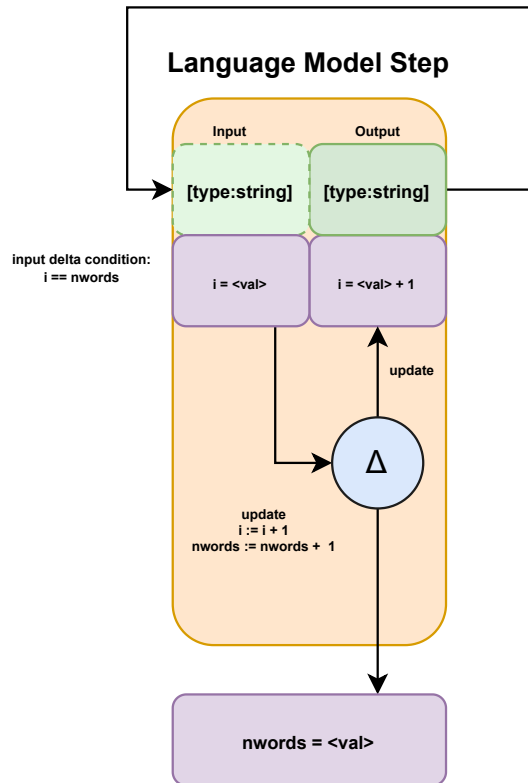 Language Model Step
Input
Output
[type:string]
[type:string]
input delta condition:
i == nwords
i = <val>
i = <val> + 1
update
Δ
update
i := i + 1
nwords := nwords + 1
nwords = <val>